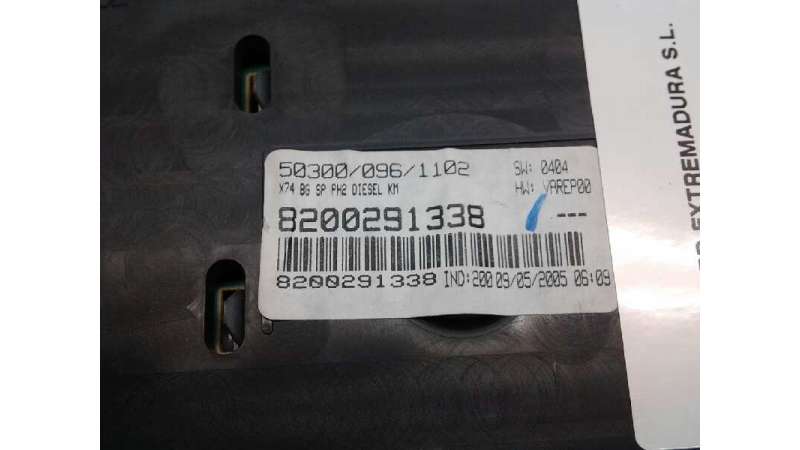 50300/096/1102 SW: 0404
X74 BG SP PH2 DIESEL KM HW: VAREP00
8200291338 ---
8200291338 IND:200 09/05/2005 06:09
EXTREMADURA S.L.